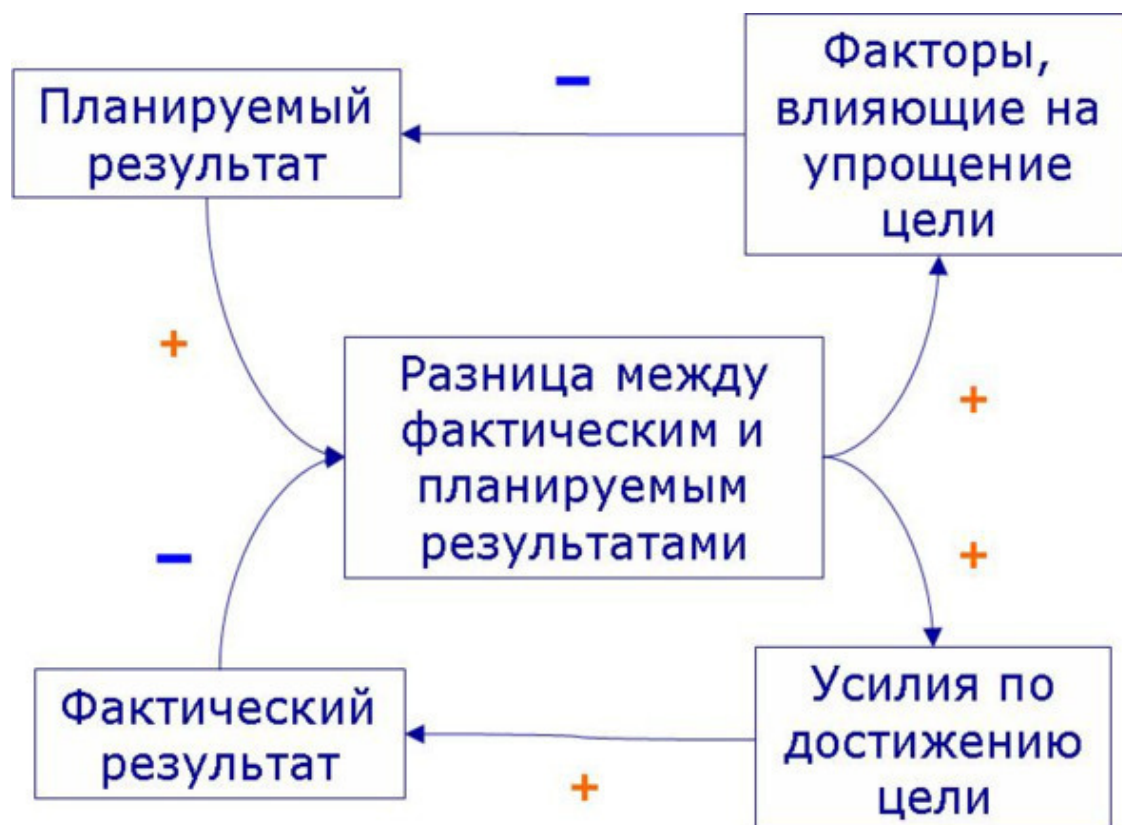 Планируемый
результат
–
Факторы,
влияющие на
упрощение
цели
+
Разница между
фактическим и
планируемым
результатами
+
–
+
Фактический
результат
+
Усилия по
достижению
цели